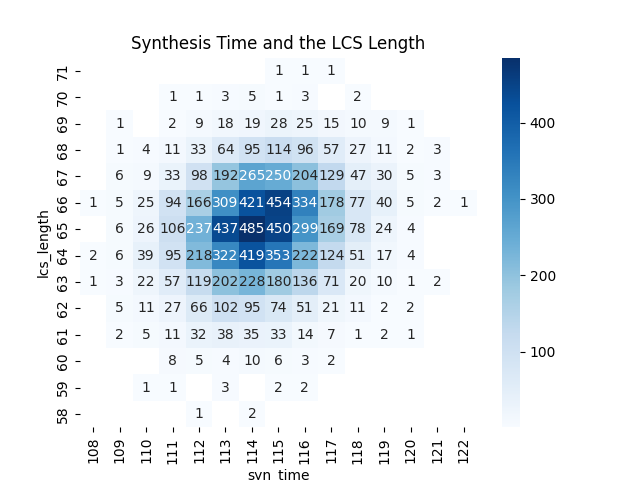 Synthesis Time and the LCS Length
71 1 1 1
70 1 1 3 5 1 3 2
69 1 2 9 18 19 28 25 15 10 9 1
68 1 4 11 33 64 95 114 96 57 27 11 2 3
67 6 9 33 98 192 265 250 204 129 47 30 5 3
66 1 5 25 94 166 309 421 454 334 178 77 40 5 2 1
65 6 26 106 237 437 485 450 299 169 78 24 4
64 2 6 39 95 218 322 419 353 222 124 51 17 4
63 1 3 22 57 119 202 228 180 136 71 20 10 1 2
62 5 11 27 66 102 95 74 51 21 11 2 2
61 2 5 11 32 38 35 33 14 7 1 2 1
60 8 5 4 10 6 3 2
59 1 1 3 2 2
58 1 2
108 109 110 111 112 113 114 115 116 117 118 119 120 121 122
syn_time
lcs_length
400
300
200
100